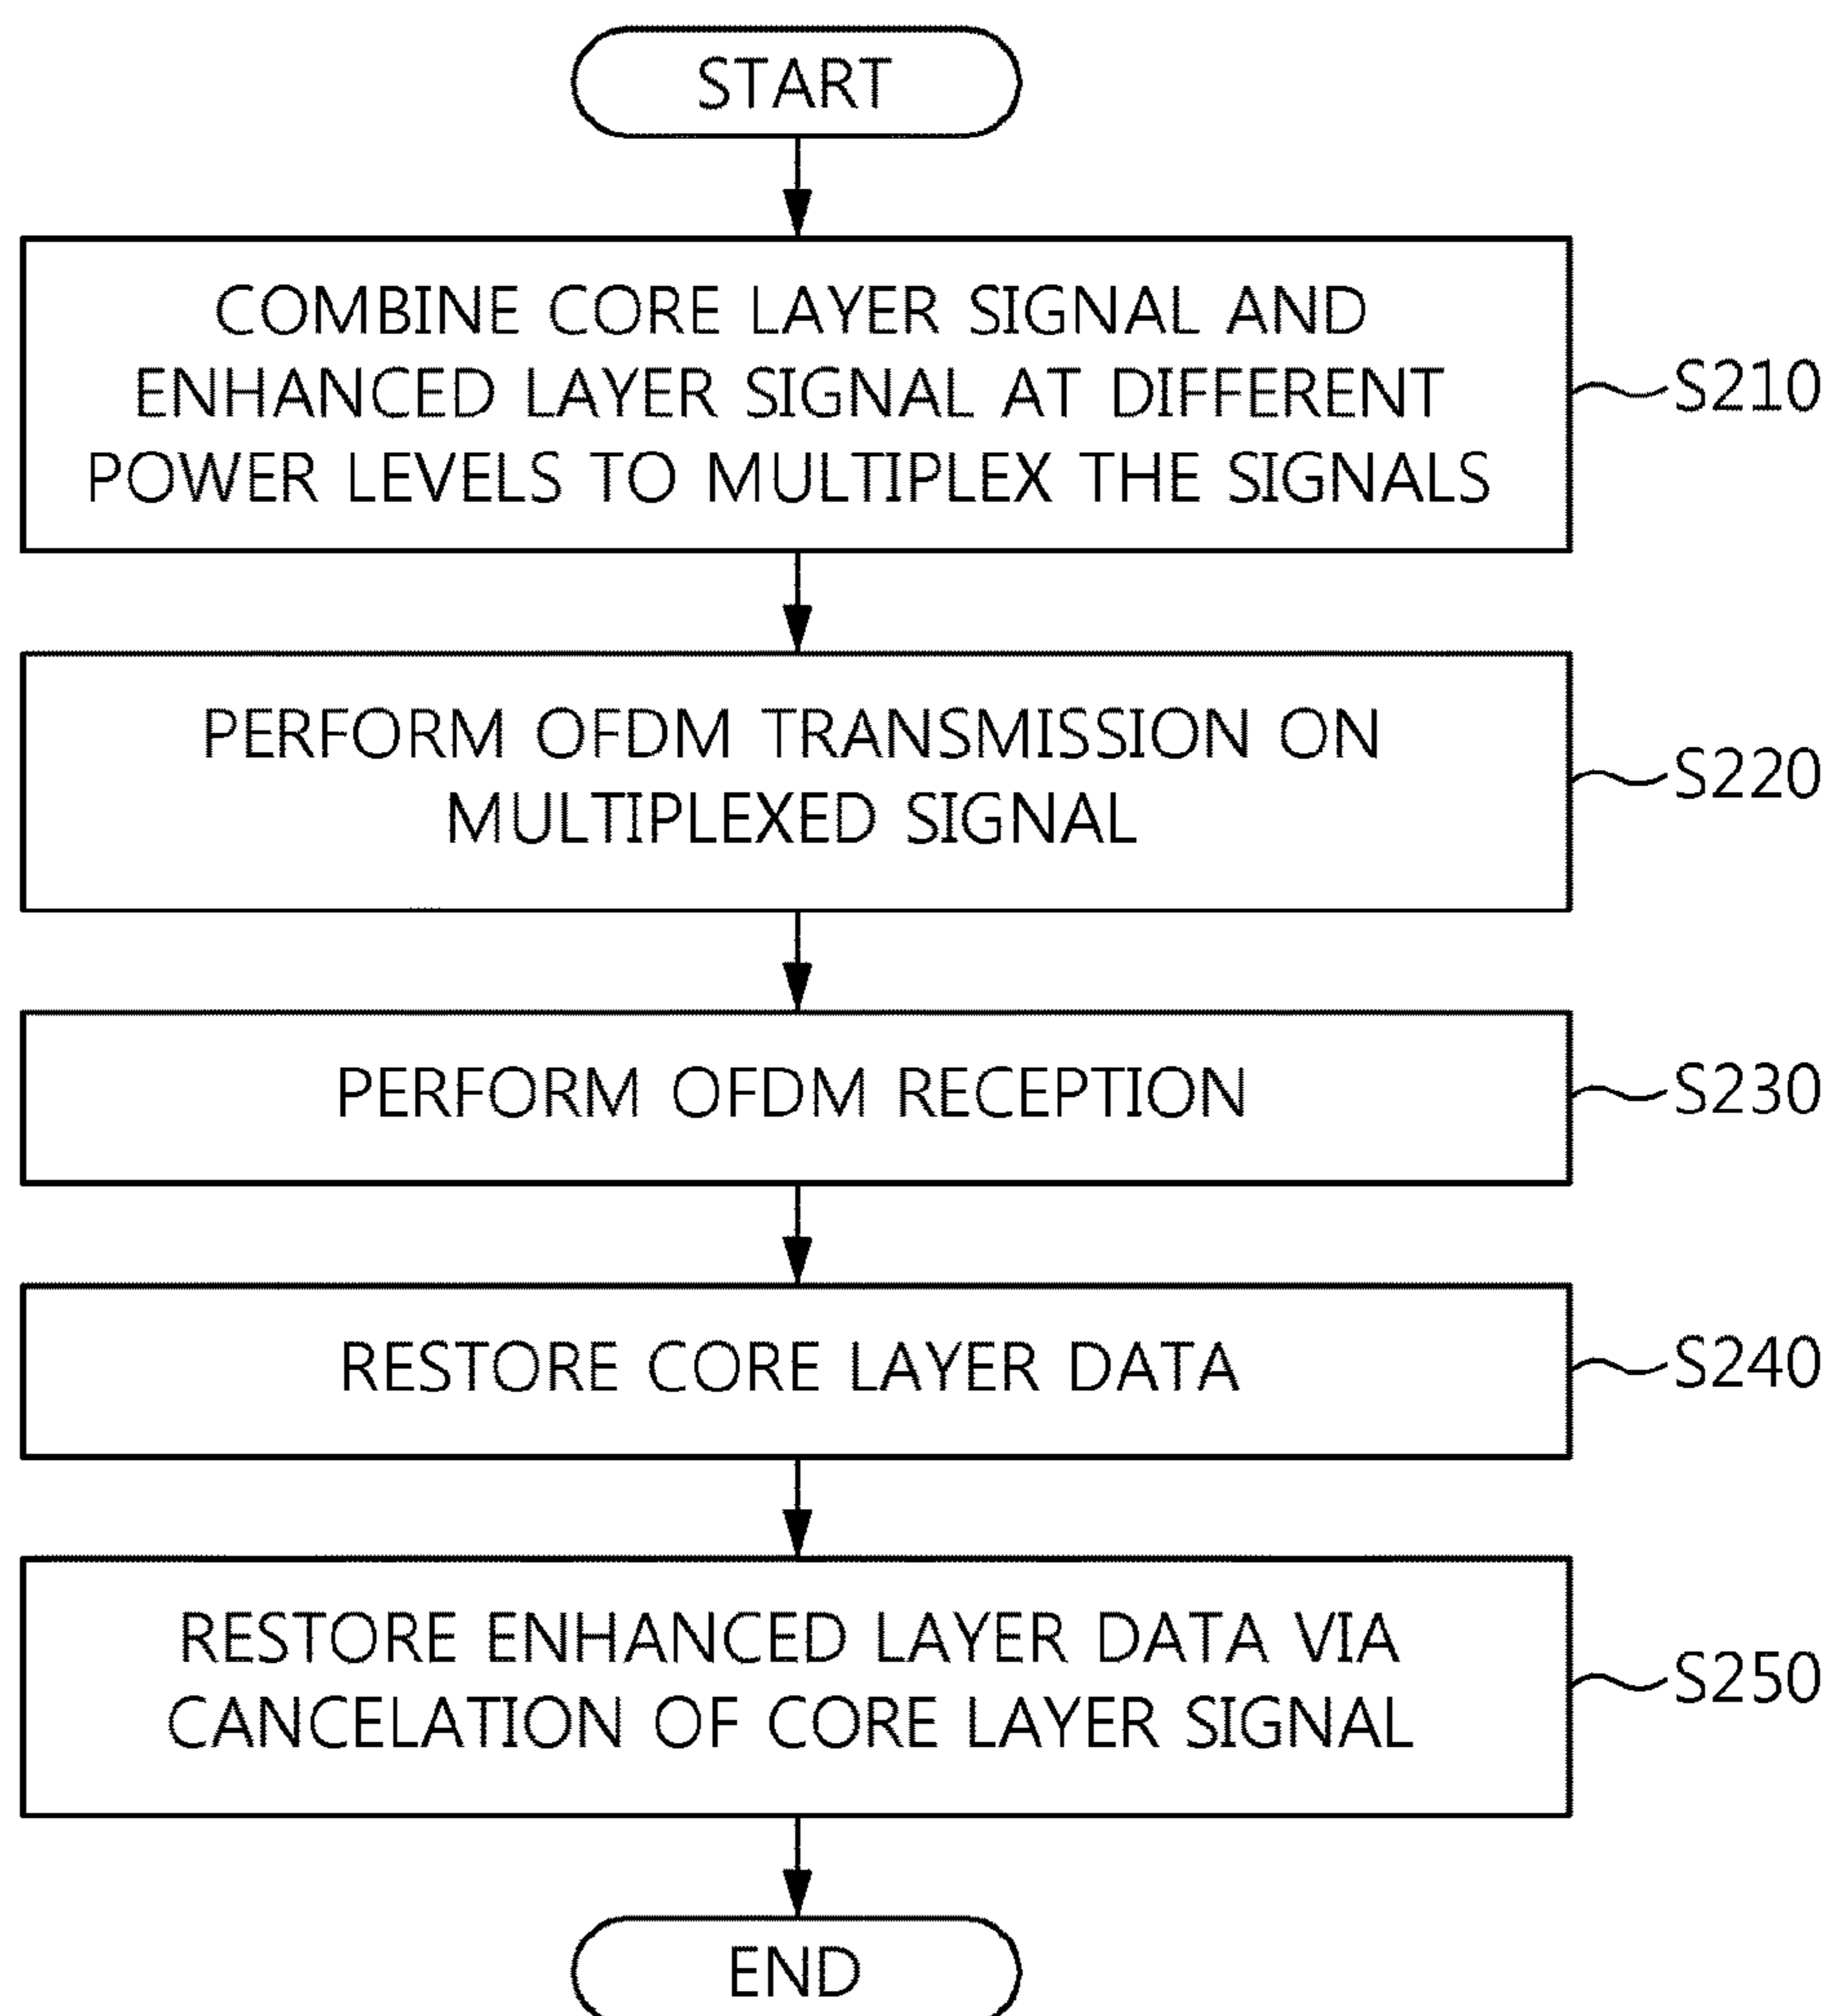 START
COMBINE CORE LAYER SIGNAL AND
ENHANCED LAYER SIGNAL AT DIFFERENT
POWER LEVELS TO MULTIPLEX THE SIGNALS
S210
PERFORM OFDM TRANSMISSION ON
MULTIPLEXED SIGNAL
S220
PERFORM OFDM RECEPTION
S230
RESTORE CORE LAYER DATA
S240
RESTORE ENHANCED LAYER DATA VIA
CANCELATION OF CORE LAYER SIGNAL
S250
END